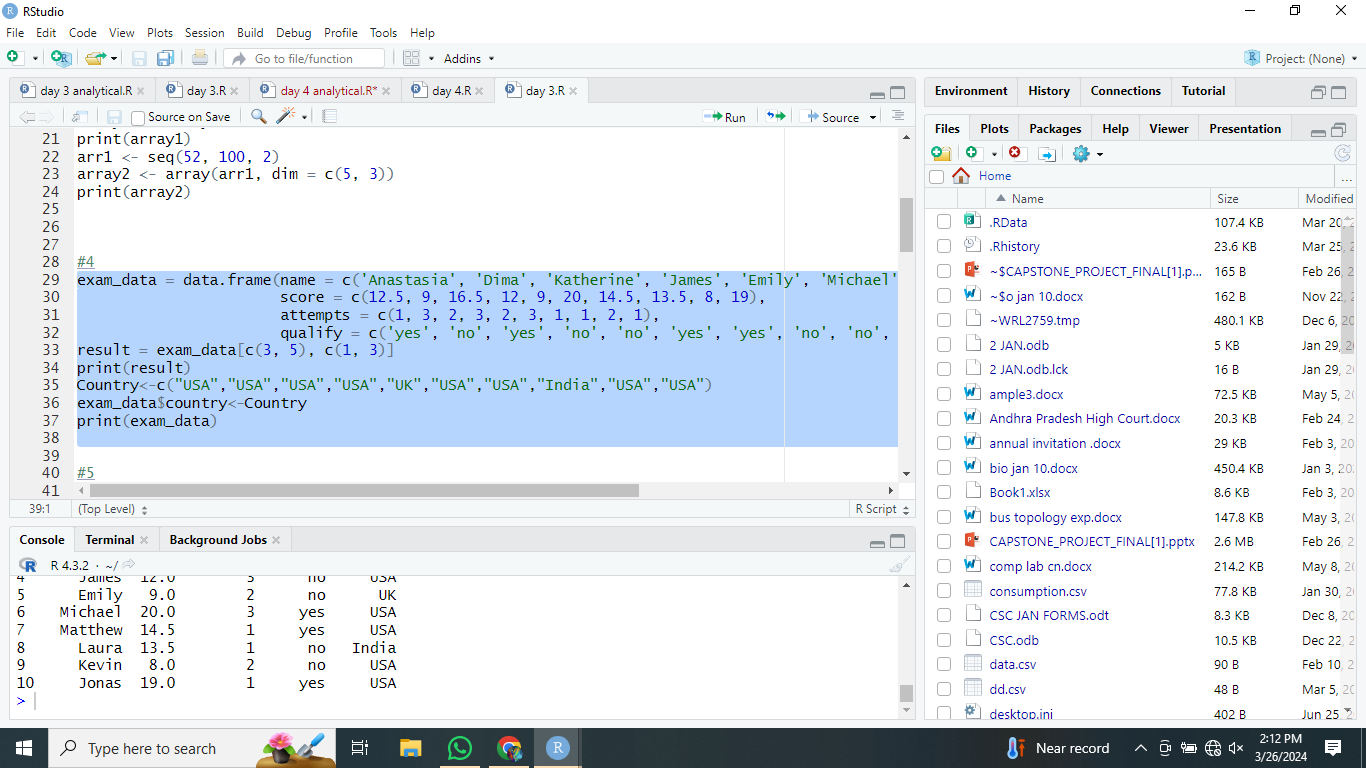 RStudio
File Edit Code View Plots Session Build Debug Profile Tools Help
Go to file/function Addins Project: (None)
day 3 analytical.R day 3.R day 4 analytical.R* day 4.R day 3.R
Source on Save Run Source
21 print(array1)
22 arr1 <- seq(52, 100, 2)
23 array2 <- array(arr1, dim = c(5, 3))
24 print(array2)
25
26
27
28 #4
29 exam_data = data.frame(name = c('Anastasia', 'Dima', 'Katherine', 'James', 'Emily', 'Michael'
30 score = c(12.5, 9, 16.5, 12, 9, 20, 14.5, 13.5, 8, 19),
31 attempts = c(1, 3, 2, 3, 2, 3, 1, 1, 2, 1),
32 qualify = c('yes', 'no', 'yes', 'no', 'no', 'yes', 'yes', 'no', 'no',
33 result = exam_data[c(3, 5), c(1, 3)]
34 print(result)
35 Country<-c("USA","USA","USA","USA","UK","USA","USA","India","USA","USA")
36 exam_data$country<-Country
37 print(exam_data)
38
39
40 #5
41
39:1 (Top Level) R Script
Console Terminal Background Jobs
R 4.3.2 · ~/
4 James 12.0 3 no USA
5 Emily 9.0 2 no UK
6 Michael 20.0 3 yes USA
7 Matthew 14.5 1 yes USA
8 Laura 13.5 1 no India
9 Kevin 8.0 2 no USA
10 Jonas 19.0 1 yes USA
>
Environment History Connections Tutorial
Files Plots Packages Help Viewer Presentation
Home ...
Name Size Modified
.RData 107.4 KB Mar 20, 2
.Rhistory 23.6 KB Mar 25, 2
~$CAPSTONE_PROJECT_FINAL[1].p... 165 B Feb 26, 2
~$o jan 10.docx 162 B Nov 22, 2
~WRL2759.tmp 480.1 KB Dec 6, 20
2 JAN.odb 5 KB Jan 29, 2
2 JAN.odb.lck 16 B Jan 29, 2
ample3.docx 72.5 KB May 5, 20
Andhra Pradesh High Court.docx 20.3 KB Feb 24, 20
annual invitation .docx 29 KB Feb 3, 20
bio jan 10.docx 450.4 KB Jan 3, 20
Book1.xlsx 8.6 KB Feb 3, 20
bus topology exp.docx 147.8 KB May 3, 20
CAPSTONE_PROJECT_FINAL[1].pptx 2.6 MB Feb 26, 20
comp lab cn.docx 214.2 KB May 8, 20
consumption.csv 77.8 KB Jan 30, 20
CSC JAN FORMS.odt 8.3 KB Dec 8, 20
CSC.odb 10.5 KB Dec 22, 20
data.csv 90 B Feb 10, 20
dd.csv 48 B Mar 5, 20
desktop.ini 402 B Jun 25, 20
Type here to search Near record 2:12 PM
3/26/2024